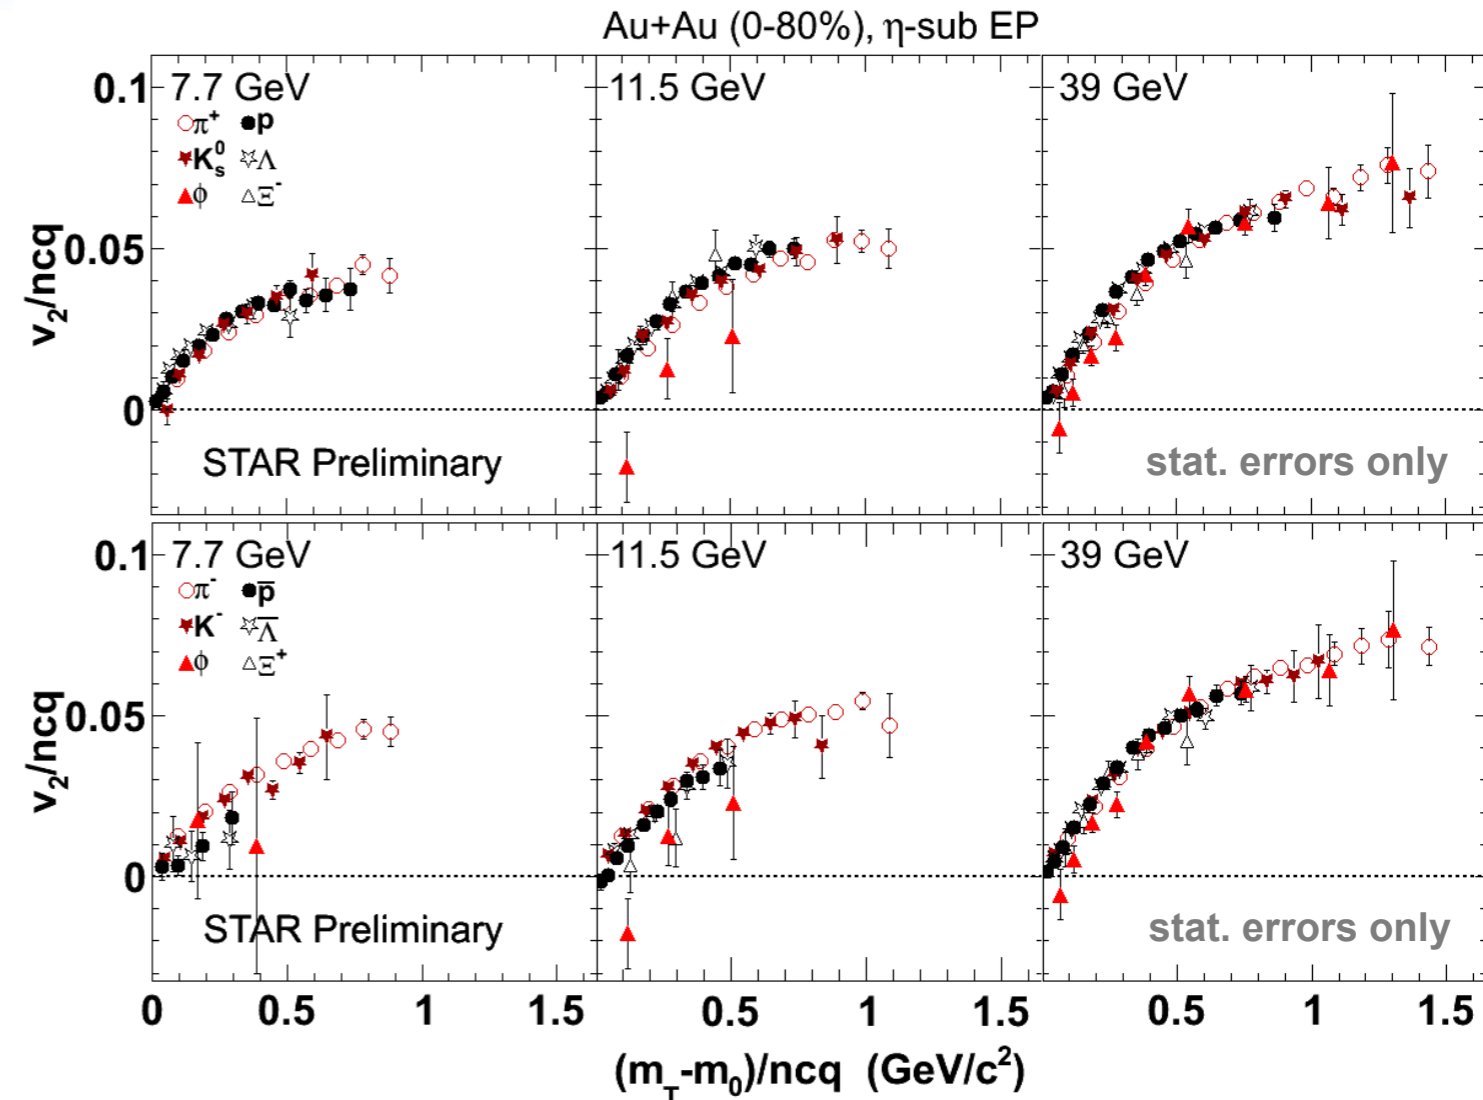 Au+Au (0-80%), η-sub EP
0.1
7.7 GeV
11.5 GeV
39 GeV
π⁺ p
K⁰ₛ Λ
ϕ Ξ⁻
v₂/ncq
0.05
0
STAR Preliminary
stat. errors only
0.1
7.7 GeV
11.5 GeV
39 GeV
π⁻ p̅
K⁻ Λ̅
ϕ Ξ⁺
v₂/ncq
0.05
0
STAR Preliminary
stat. errors only
0 0.5 1 1.5 0.5 1 1.5 0.5 1 1.5
(m_T-m₀)/ncq (GeV/c²)